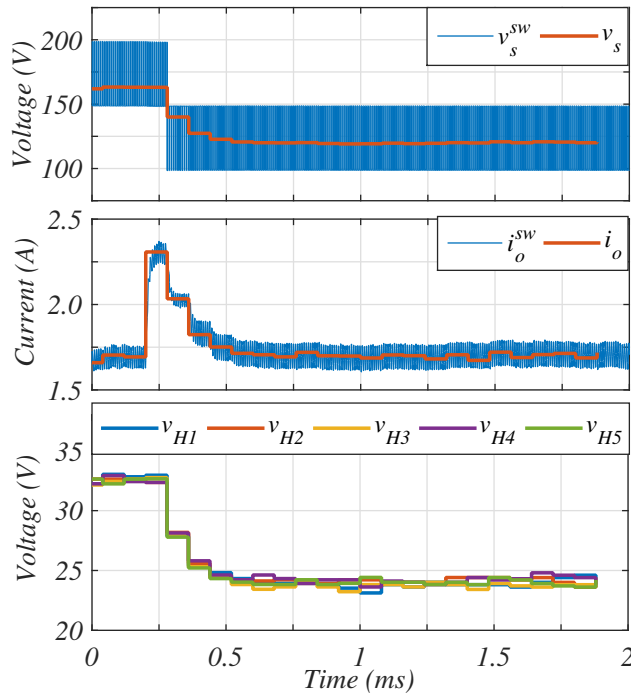 200
150
100
Voltage (V)
v_s^sw v_s
2.5
2.0
1.5
Current (A)
i_o^sw i_o
v_H1 v_H2 v_H3 v_H4 v_H5
35
30
25
20
Voltage (V)
0 0.5 1 1.5 2
Time (ms)